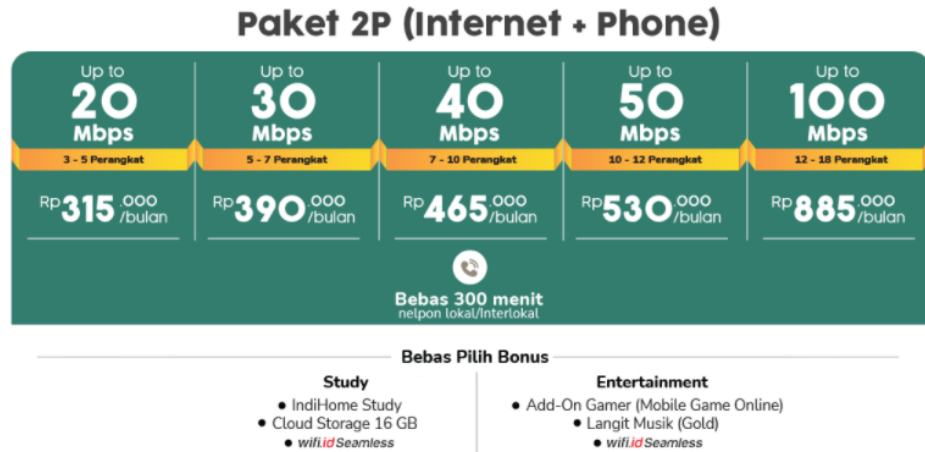 Paket 2P (Internet + Phone)
Up to
20
Mbps
3 - 5 Perangkat
Rp315.000/bulan
Up to
30
Mbps
5 - 7 Perangkat
Rp390.000/bulan
Up to
40
Mbps
7 - 10 Perangkat
Rp465.000/bulan
Up to
50
Mbps
10 - 12 Perangkat
Rp530.000/bulan
Up to
100
Mbps
12 - 18 Perangkat
Rp885.000/bulan
Bebas 300 menit
nelpon lokal/Interlokal
Bebas Pilih Bonus
Study
• IndiHome Study
• Cloud Storage 16 GB
• wifi.id Seamless
Entertainment
• Add-On Gamer (Mobile Game Online)
• Langit Musik (Gold)
• wifi.id Seamless